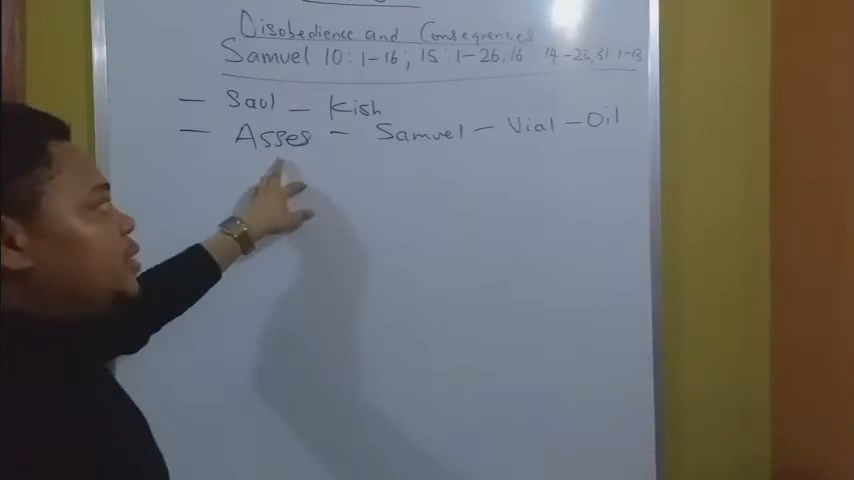 Disobedience and Consequences
Samuel 10:1-16; 15:1-26, 16 14-23, 31 1-13
- Saul - Kish
- Asses - Samuel - Vial - Oil